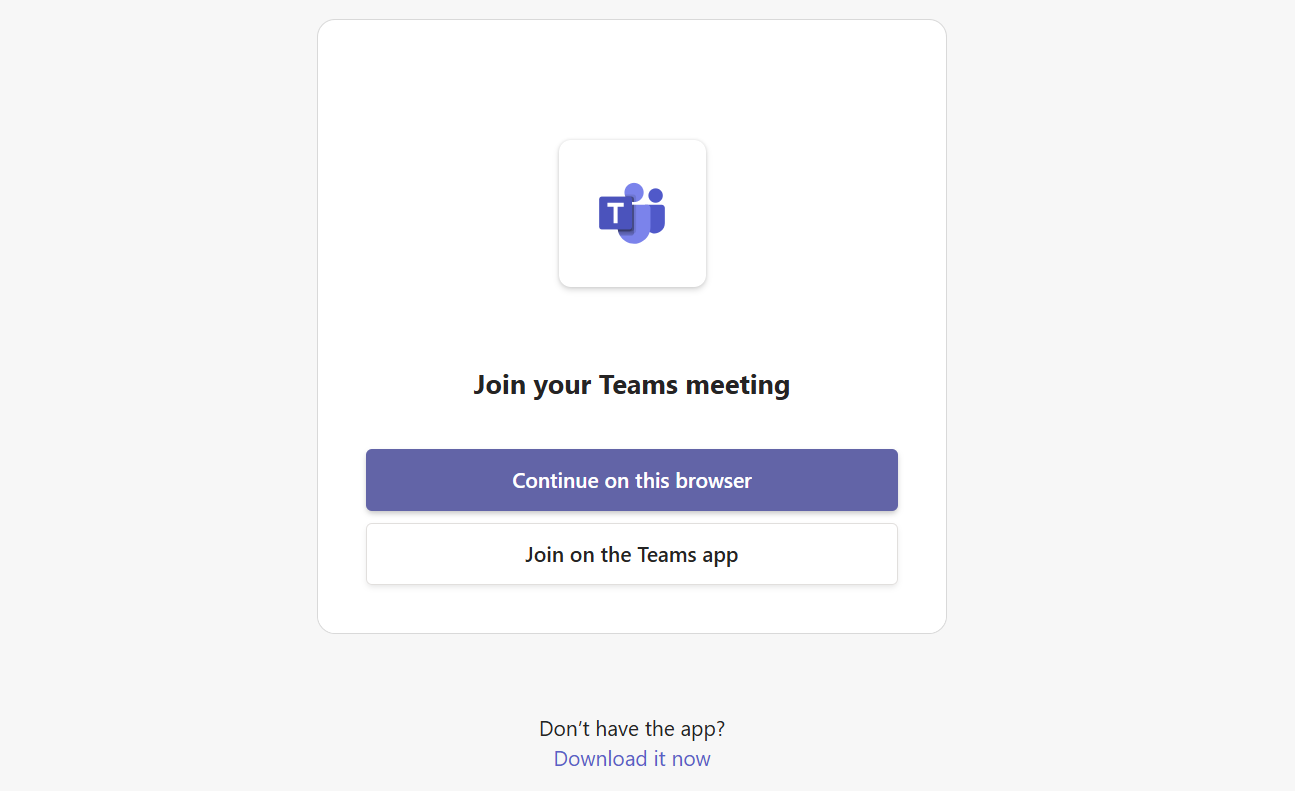 T
Join your Teams meeting
Continue on this browser
Join on the Teams app
Don’t have the app?
Download it now